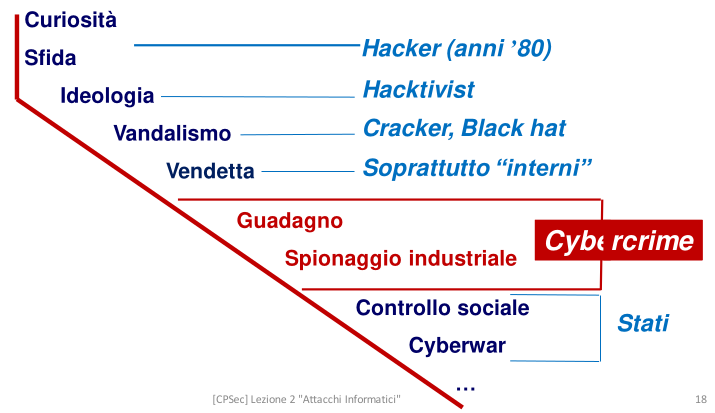 Curiosità
Sfida
Hacker (anni ’80)
Ideologia
Hacktivist
Vandalismo
Cracker, Black hat
Vendetta
Soprattutto “interni”
Guadagno
Cybercrime
Spionaggio industriale
Controllo sociale
Stati
Cyberwar
…
[CPSec] Lezione 2 "Attacchi Informatici"
18